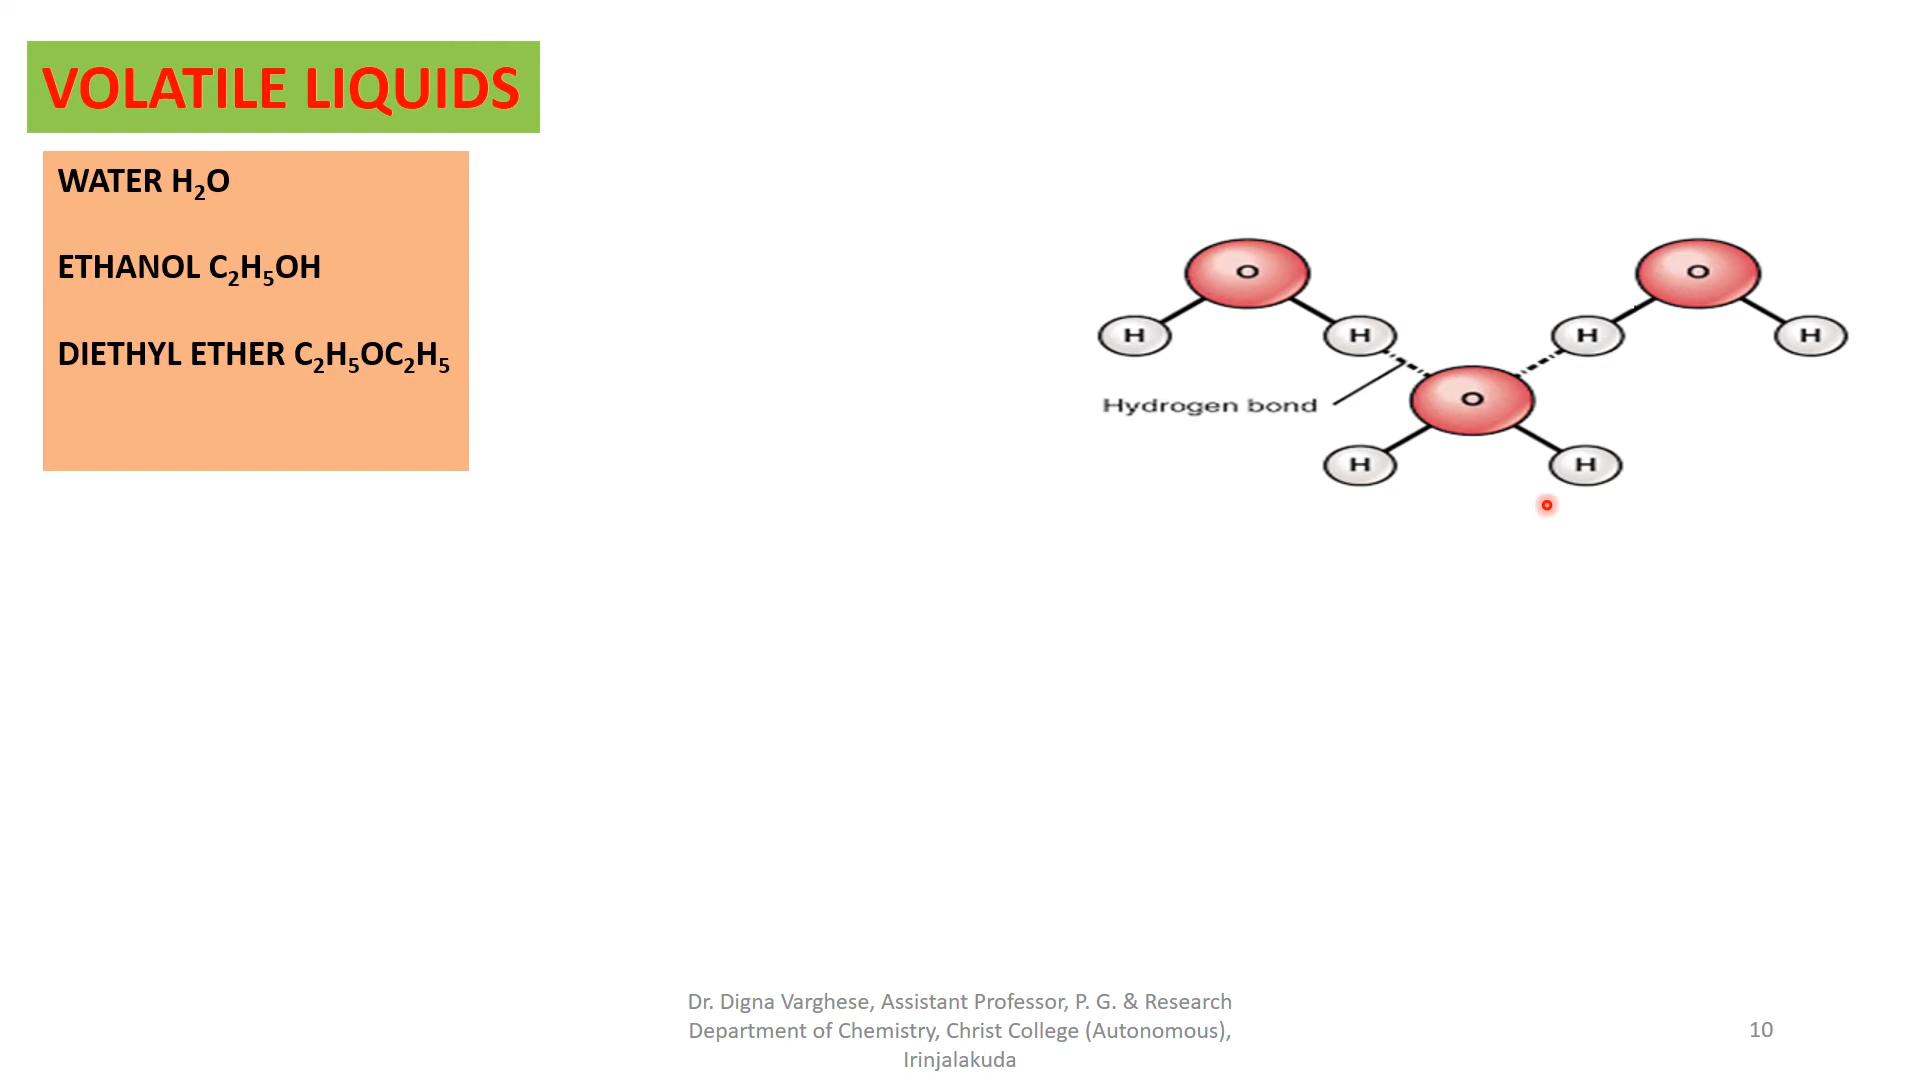 VOLATILE LIQUIDS
WATER H₂O
ETHANOL C₂H₅OH
DIETHYL ETHER C₂H₅OC₂H₅
O
O
H
H
H
H
O
Hydrogen bond
H
H
Dr. Digna Varghese, Assistant Professor, P. G. & Research
Department of Chemistry, Christ College (Autonomous),
Irinjalakuda
10